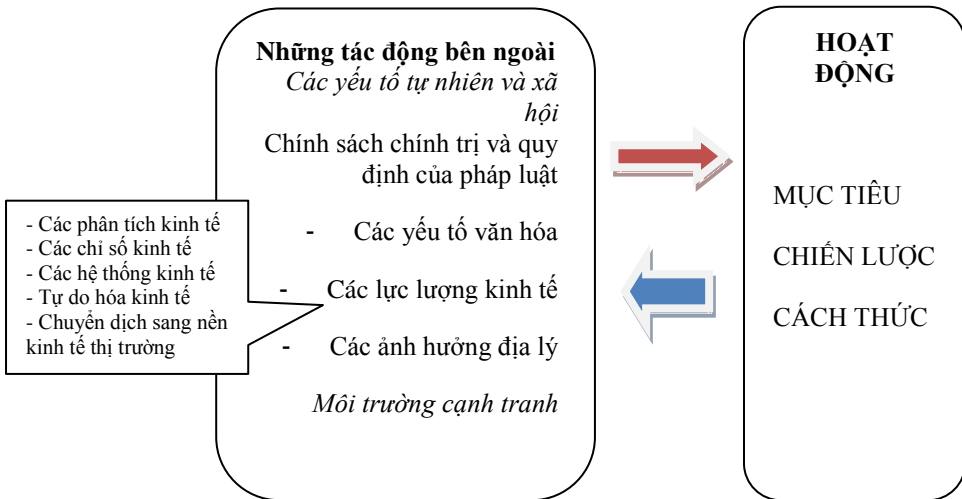 Những tác động bên ngoài
Các yếu tố tự nhiên và xã
hội
Chính sách chính trị và quy
định của pháp luật
- Các yếu tố văn hóa
- Các lực lượng kinh tế
- Các ảnh hưởng địa lý
Môi trường cạnh tranh
- Các phân tích kinh tế
- Các chỉ số kinh tế
- Các hệ thống kinh tế
- Tự do hóa kinh tế
- Chuyển dịch sang nền
kinh tế thị trường
HOẠT
ĐỘNG
MỤC TIÊU
CHIẾN LƯỢC
CÁCH THỨC